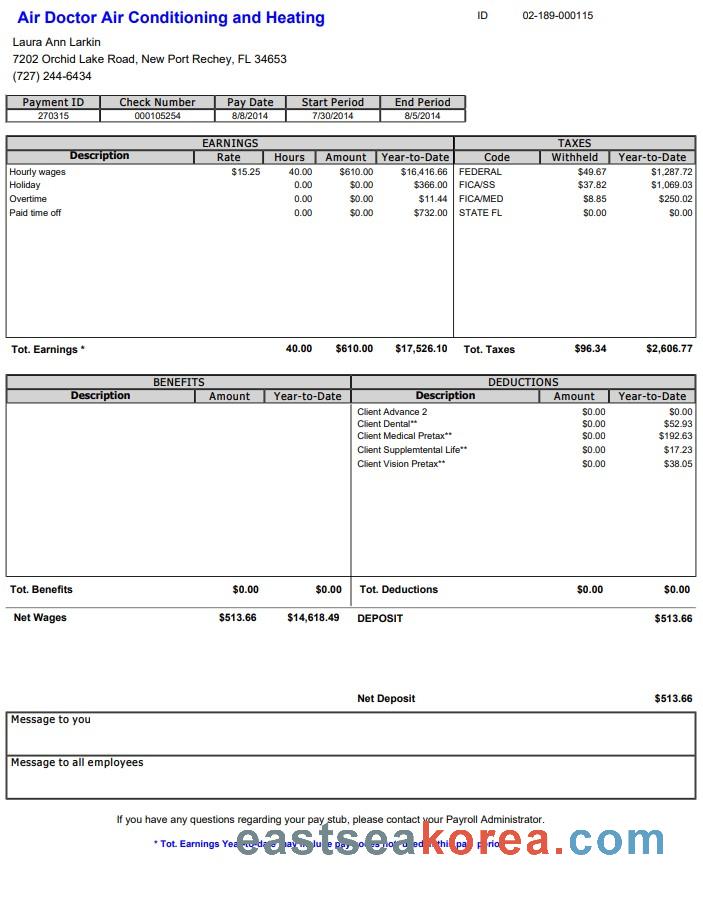 Air Doctor Air Conditioning and Heating ID 02-189-000115
Laura Ann Larkin
7202 Orchid Lake Road, New Port Rechey, FL 34653
(727) 244-6434
Payment ID Check Number Pay Date Start Period End Period
270315 000105254 8/8/2014 7/30/2014 8/5/2014
EARNINGS TAXES
Description Rate Hours Amount Year-to-Date Code Withheld Year-to-Date
Hourly wages $15.25 40.00 $610.00 $16,416.66 FEDERAL $49.67 $1,287.72
Holiday 0.00 $0.00 $366.00 FICA/SS $37.82 $1,069.03
Overtime 0.00 $0.00 $11.44 FICA/MED $8.85 $250.02
Paid time off 0.00 $0.00 $732.00 STATE FL $0.00 $0.00
Tot. Earnings * 40.00 $610.00 $17,526.10 Tot. Taxes $96.34 $2,606.77
BENEFITS DEDUCTIONS
Description Amount Year-to-Date Description Amount Year-to-Date
Client Advance 2 $0.00 $0.00
Client Dental** $0.00 $52.93
Client Medical Pretax** $0.00 $192.63
Client Supplemtental Life** $0.00 $17.23
Client Vision Pretax** $0.00 $38.05
Tot. Benefits $0.00 $0.00 Tot. Deductions $0.00 $0.00
Net Wages $513.66 $14,618.49 DEPOSIT $513.66
Net Deposit $513.66
Message to you
Message to all employees
If you have any questions regarding your pay stub, please contact your Payroll Administrator.
eastseakorea.com
* Tot. Earnings Year-to-date may include pay codes not used in this pay period